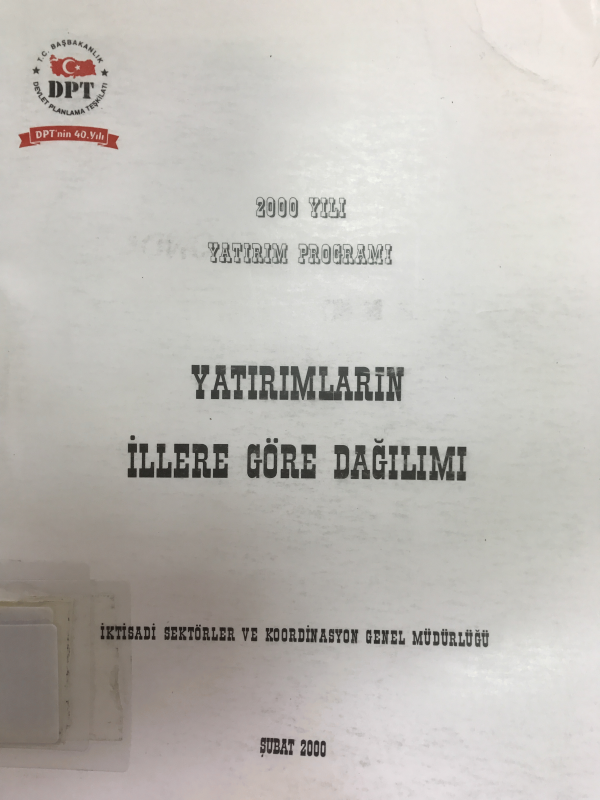 T.C. BAŞBAKANLIK
DPT
DEVLET PLANLAMA TEŞKİLATI
DPT'nin 40.Yılı
2000 YILI
YATIRIM PROGRAMI
YATIRIMLARIN
İLLERE GÖRE DAĞILIMI
İKTİSADİ SEKTÖRLER VE KOORDİNASYON GENEL MÜDÜRLÜĞÜ
ŞUBAT 2000